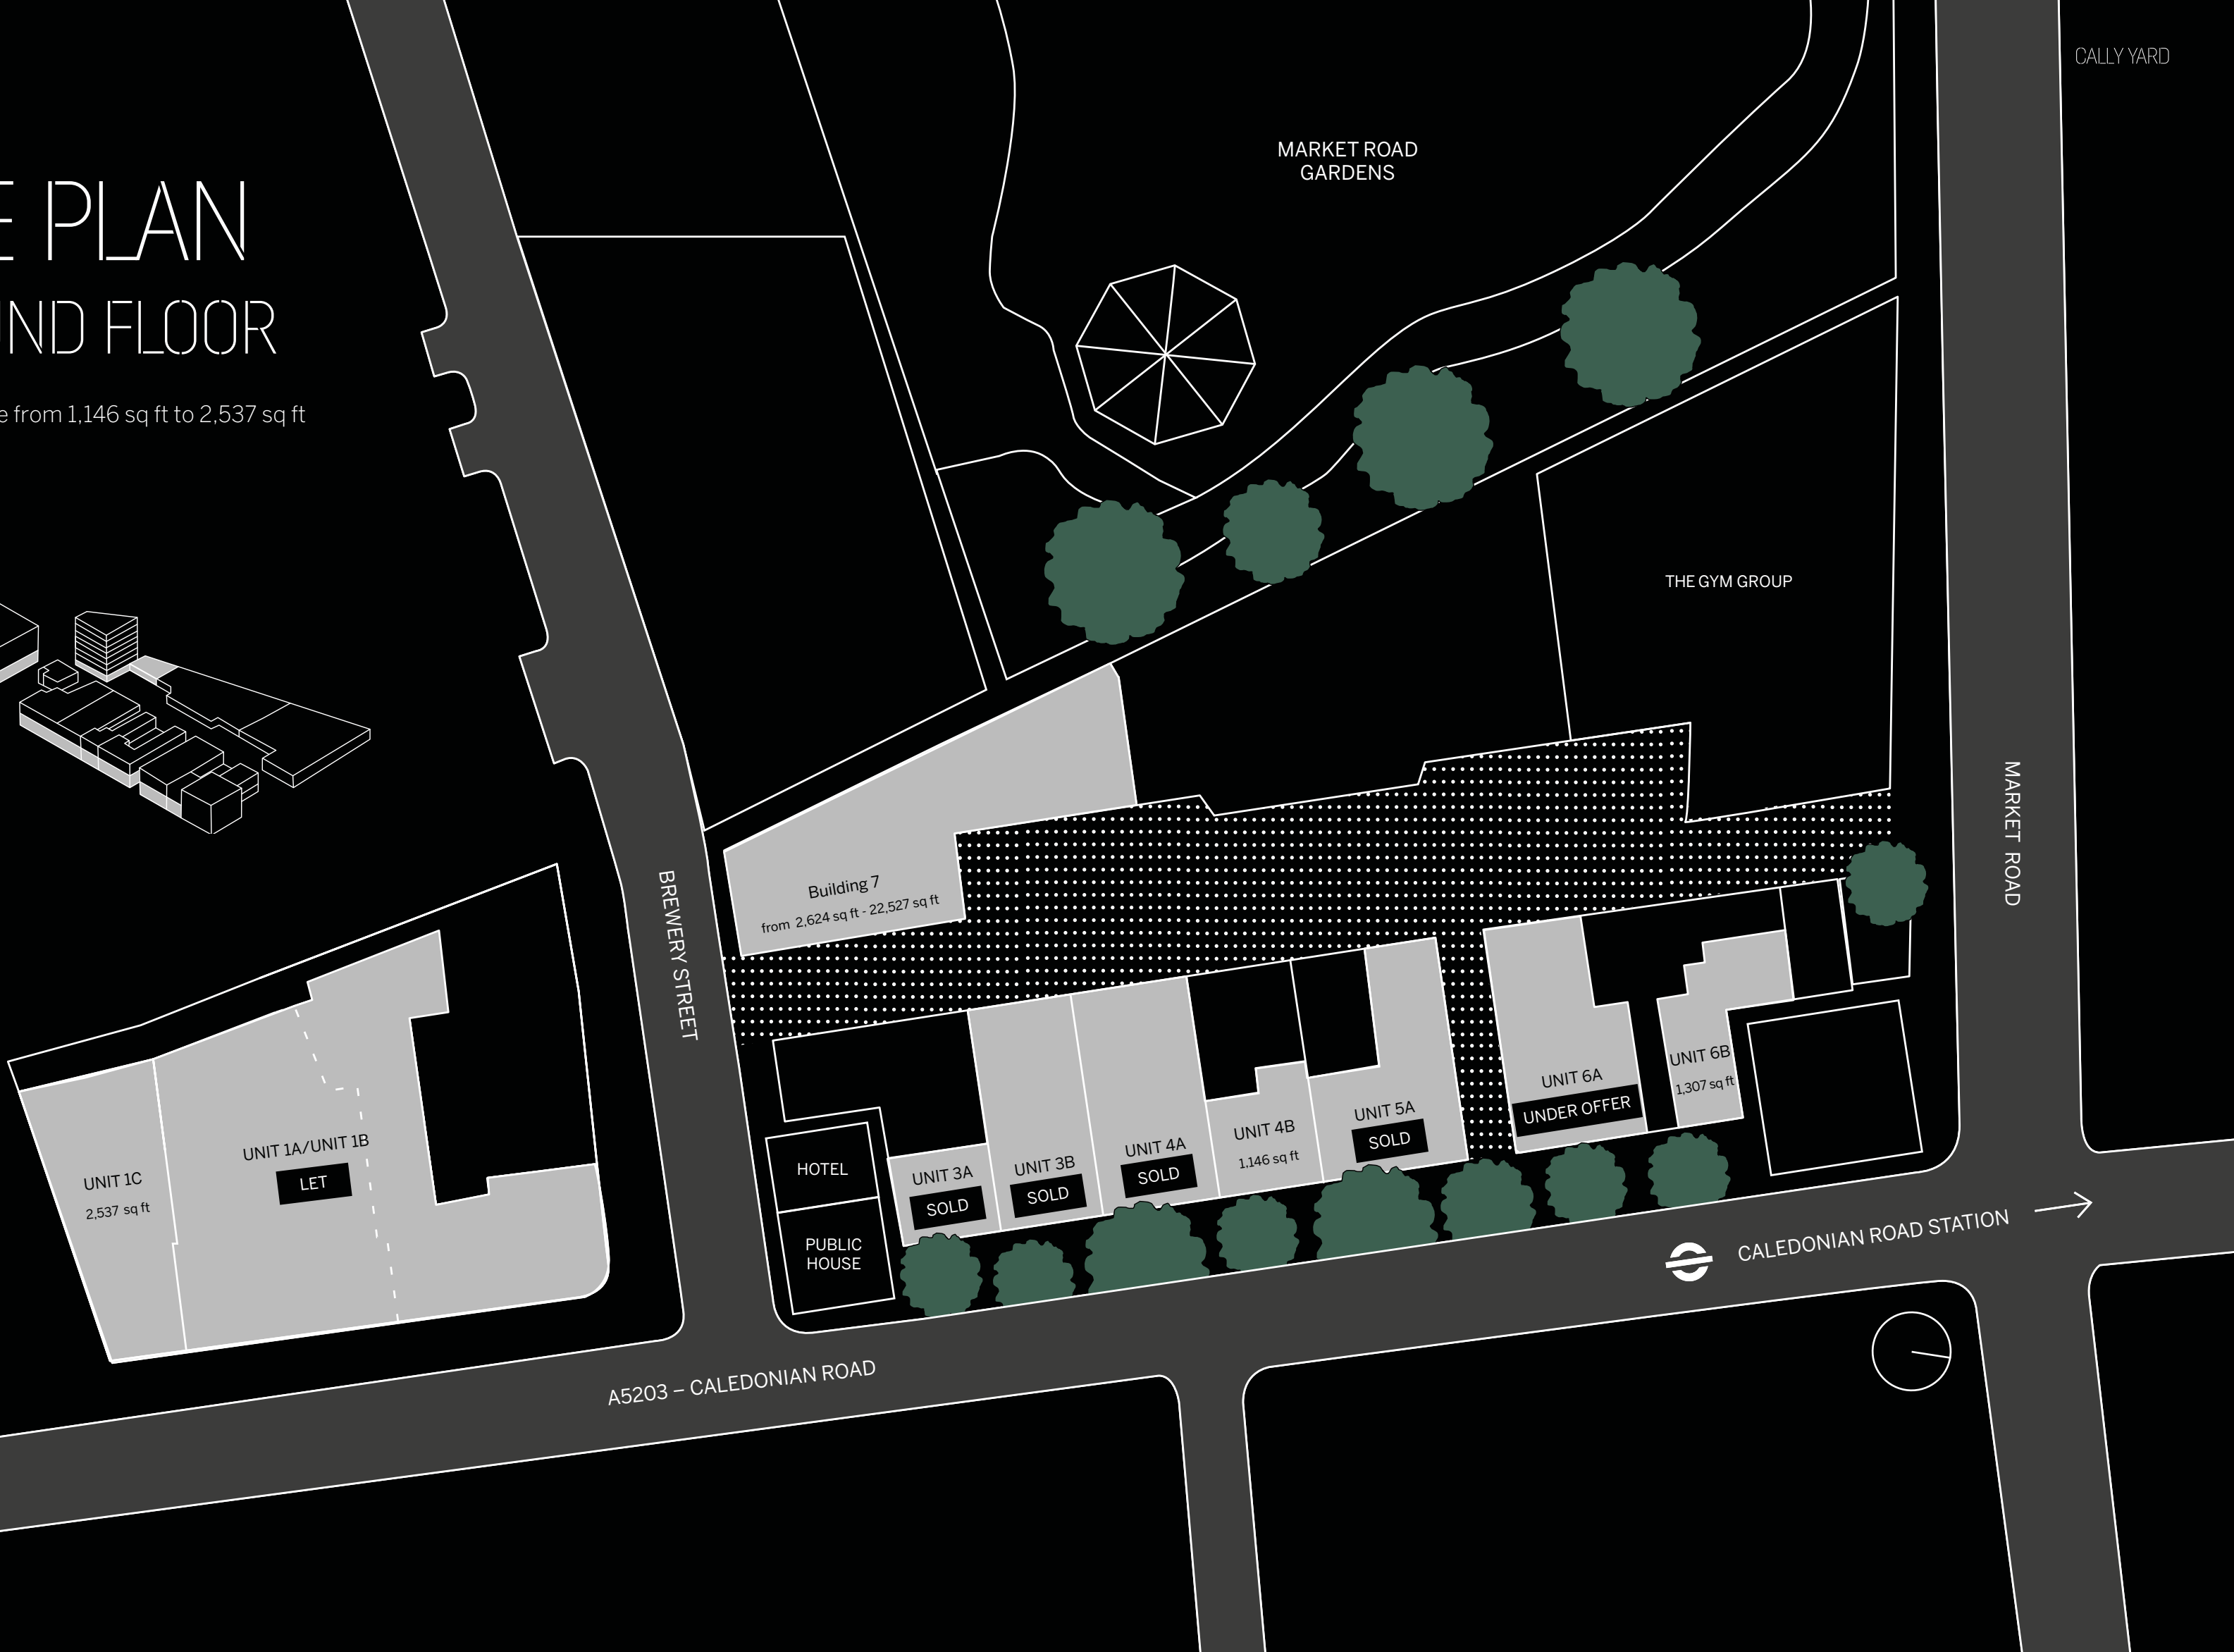 CALLY YARD
E PLAN
UND FLOOR
e from 1,146 sq ft to 2,537 sq ft
MARKET ROAD
GARDENS
THE GYM GROUP
MARKET ROAD
BREWERY STREET
Building 7
from 2,624 sq ft - 22,527 sq ft
UNIT 1C
2,537 sq ft
UNIT 1A/UNIT 1B
LET
HOTEL
PUBLIC
HOUSE
UNIT 3A
SOLD
UNIT 3B
SOLD
UNIT 4A
SOLD
UNIT 4B
1,146 sq ft
UNIT 5A
SOLD
UNIT 6A
UNDER OFFER
UNIT 6B
1,307 sq ft
CALEDONIAN ROAD STATION
A5203 – CALEDONIAN ROAD